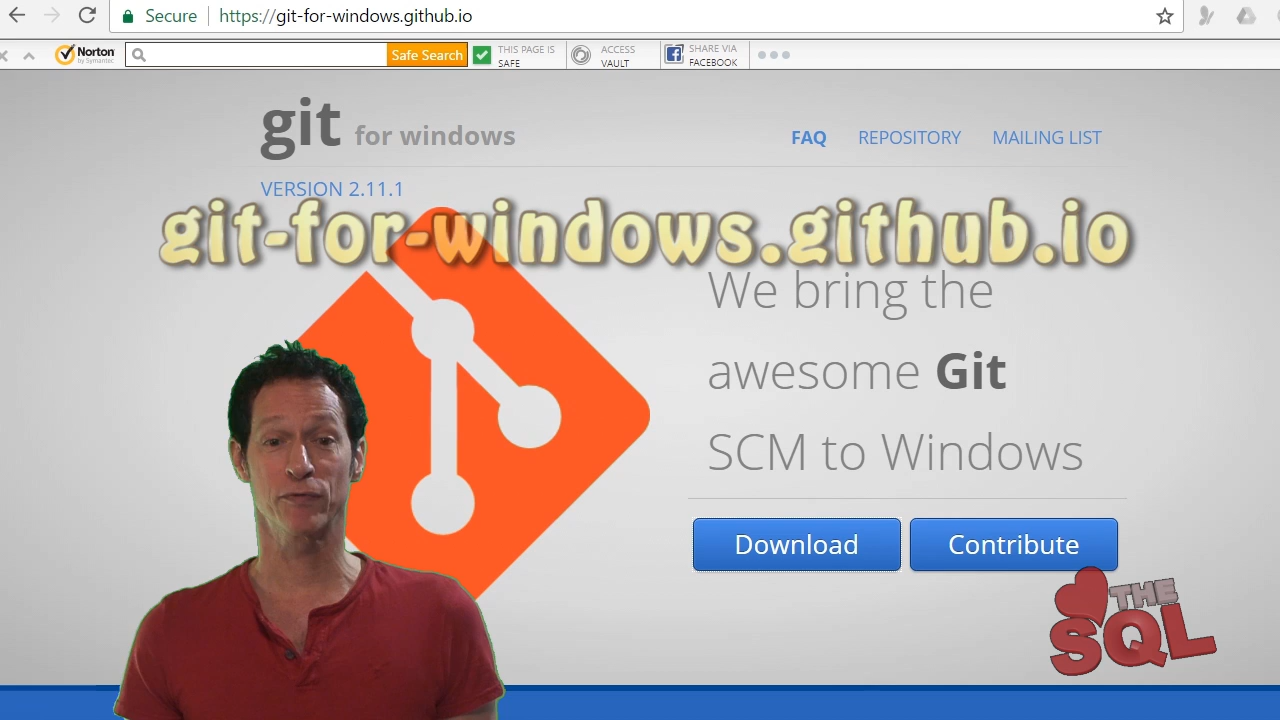 Secure https://git-for-windows.github.io
Norton
by Symantec
Safe Search
THIS PAGE IS
SAFE
ACCESS
VAULT
SHARE VIA
FACEBOOK
git for windows
FAQ REPOSITORY MAILING LIST
VERSION 2.11.1
git-for-windows.github.io
We bring the
awesome Git
SCM to Windows
Download Contribute
THE
SQL